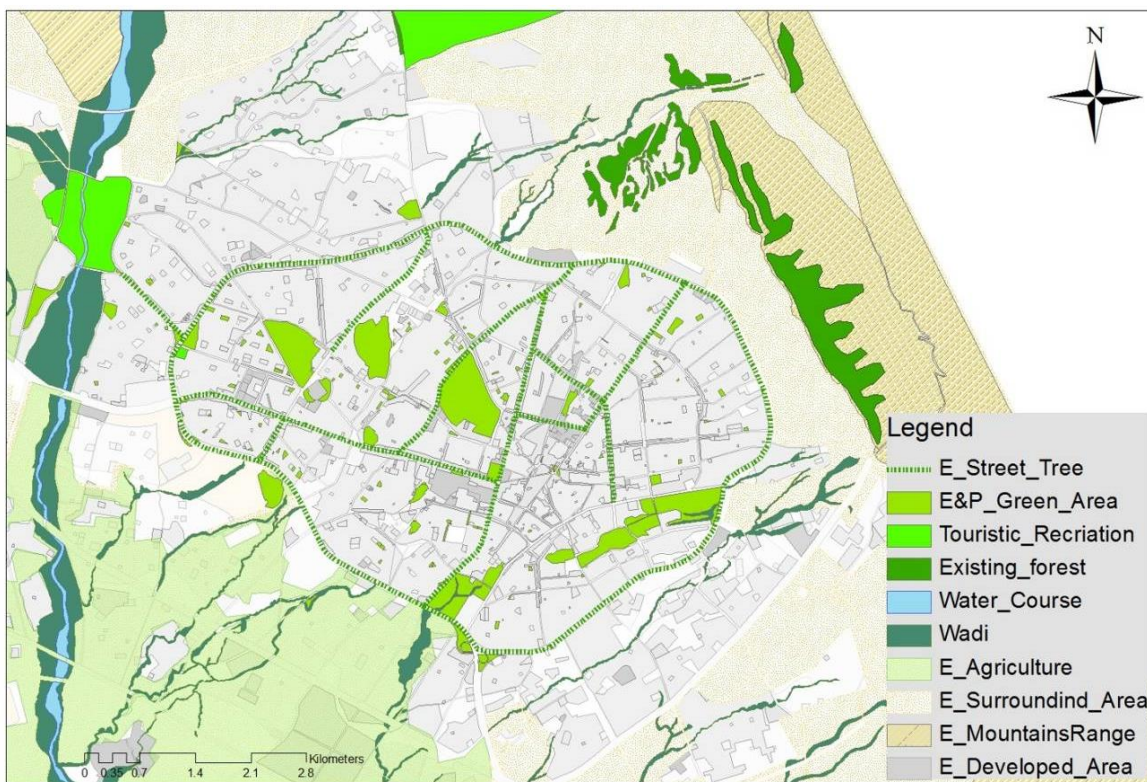 N
Legend
E_Street_Tree
E&P_Green_Area
Touristic_Recriation
Existing_forest
Water_Course
Wadi
E_Agriculture
E_Surroundind_Area
E_MountainsRange
E_Developed_Area
Kilometers
0 0.35 0.7 1.4 2.1 2.8